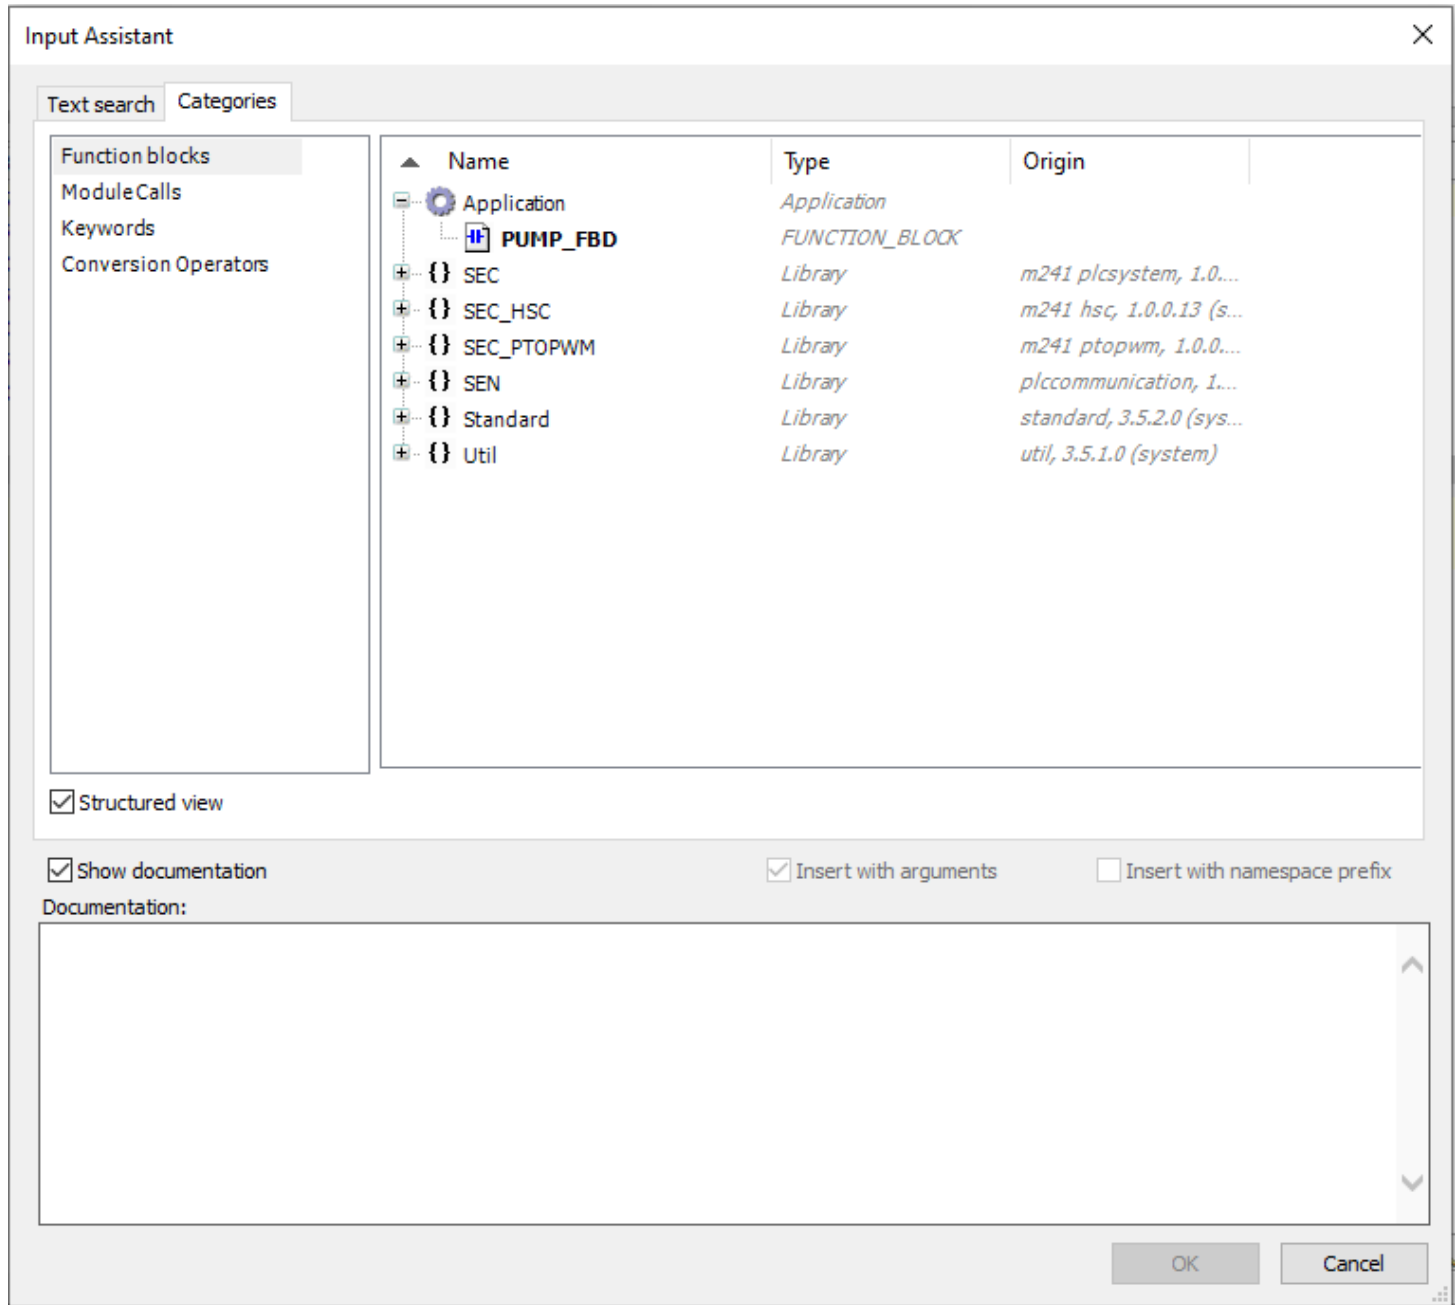 Input Assistant
Text search Categories
Function blocks
Module Calls
Keywords
Conversion Operators
Name Type Origin
Application Application
PUMP_FBD FUNCTION_BLOCK
{} SEC Library m241 plcsystem, 1.0....
{} SEC_HSC Library m241 hsc, 1.0.0.13 (s...
{} SEC_PTOPWM Library m241 ptopwm, 1.0.0....
{} SEN Library plccommunication, 1....
{} Standard Library standard, 3.5.2.0 (sys...
{} Util Library util, 3.5.1.0 (system)
Structured view
Show documentation Insert with arguments Insert with namespace prefix
Documentation:
OK Cancel